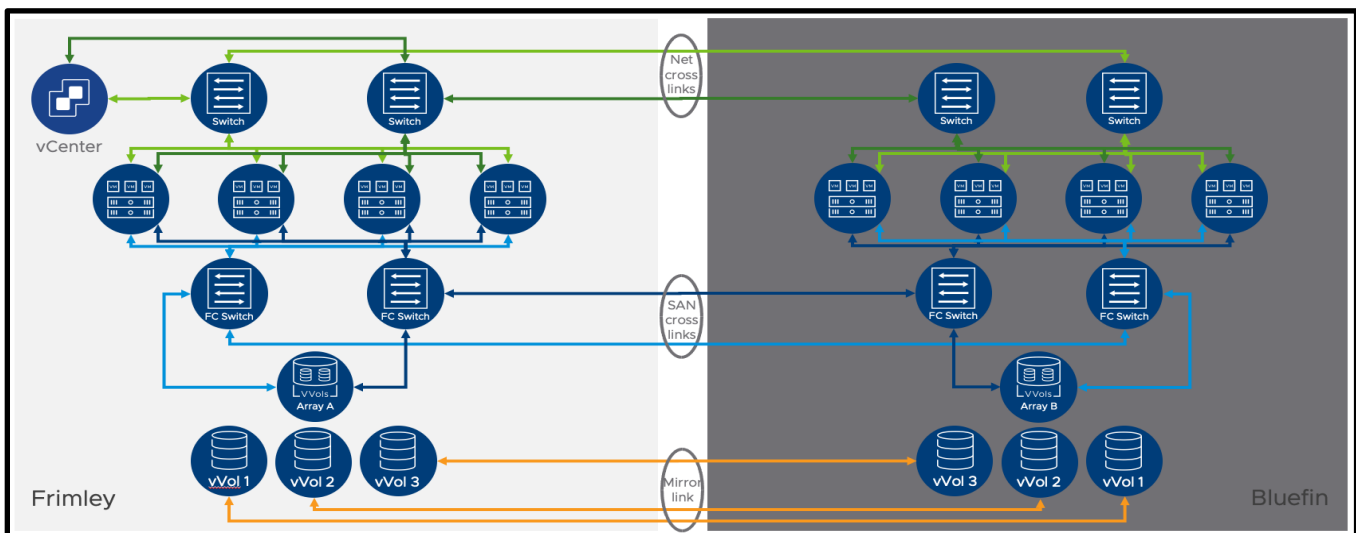 Net
cross
links
Switch
Switch
Switch
Switch
vCenter
VM VM VM
VM VM VM
VM VM VM
VM VM VM
VM VM VM
VM VM VM
VM VM VM
VM VM VM
FC Switch
FC Switch
SAN
cross
links
FC Switch
FC Switch
VVols
Array A
VVols
Array B
vVol 1
vVol 2
vVol 3
Mirror
link
vVol 3
vVol 2
vVol 1
Frimley
Bluefin